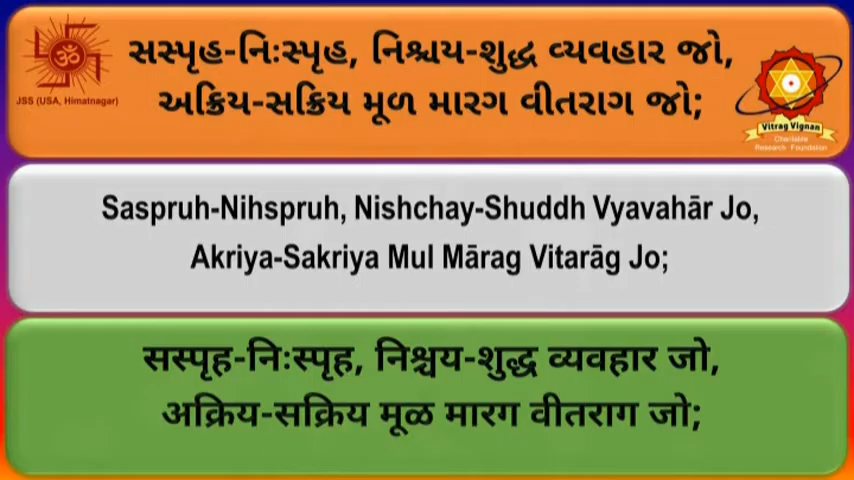 સસ્પૃહ-નિઃસ્પૃહ, નિશ્ચય-શુદ્ધ વ્યવહાર જો,
અક્રિય-સક્રિય મૂળ મારગ વીતરાગ જો;
ૐ
JSS (USA, Himatnagar)
Vitrag Vignan
Charitable
Research Foundation
Saspruh-Nihspruh, Nishchay-Shuddh Vyavahār Jo,
Akriya-Sakriya Mul Mārag Vitarāg Jo;
सस्पृह-निःस्पृह, निश्चय-शुद्ध व्यवहार जो,
अक्रिय-सक्रिय मूळ मारग वीतराग जो;